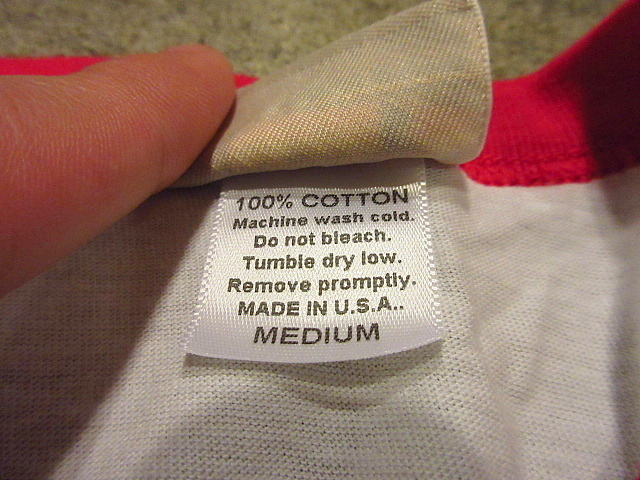 100% COTTON
Machine wash cold.
Do not bleach.
Tumble dry low.
Remove promptly.
MADE IN U.S.A..
MEDIUM